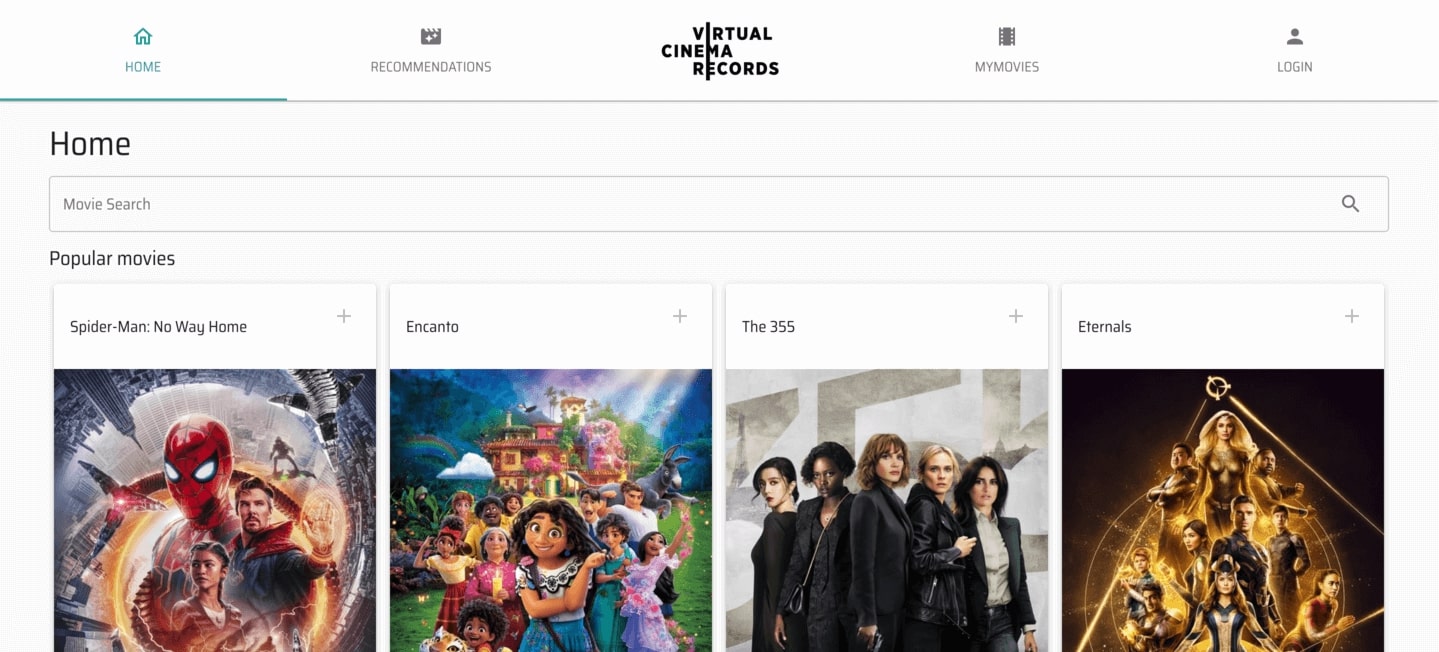 HOME
RECOMMENDATIONS
VIRTUAL
CINEMA
RECORDS
MYMOVIES
LOGIN
Home
Movie Search
Popular movies
Spider-Man: No Way Home
Encanto
The 355
Eternals